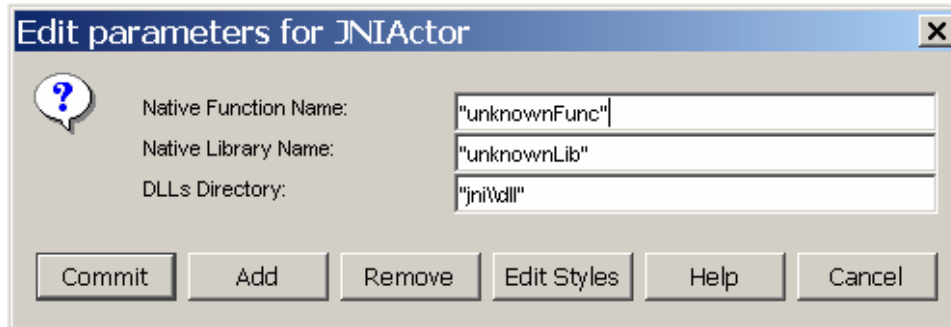 Edit parameters for JNIActor
Native Function Name: "unknownFunc"
Native Library Name: "unknownLib"
DLLs Directory: "jni\\dll"
Commit Add Remove Edit Styles Help Cancel